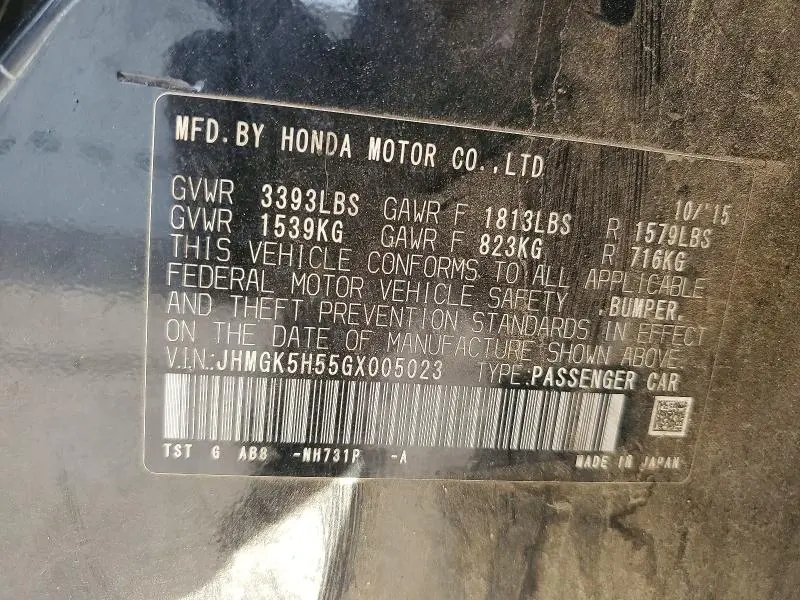 MFD.BY HONDA MOTOR CO.,LTD
10/'15
GVWR 3393LBS GAWR F 1813LBS R 1579LBS
GVWR 1539KG GAWR F 823KG R 716KG
THIS VEHICLE CONFORMS TO ALL APPLICABLE
FEDERAL MOTOR VEHICLE SAFETY ,BUMPER,
AND THEFT PREVENTION STANDARDS IN EFFECT
ON THE DATE OF MANUFACTURE SHOWN ABOVE.
V.I.N:JHMGK5H55GX005023 TYPE:PASSENGER CAR
TST G AB8 -NH731P -A MADE IN JAPAN